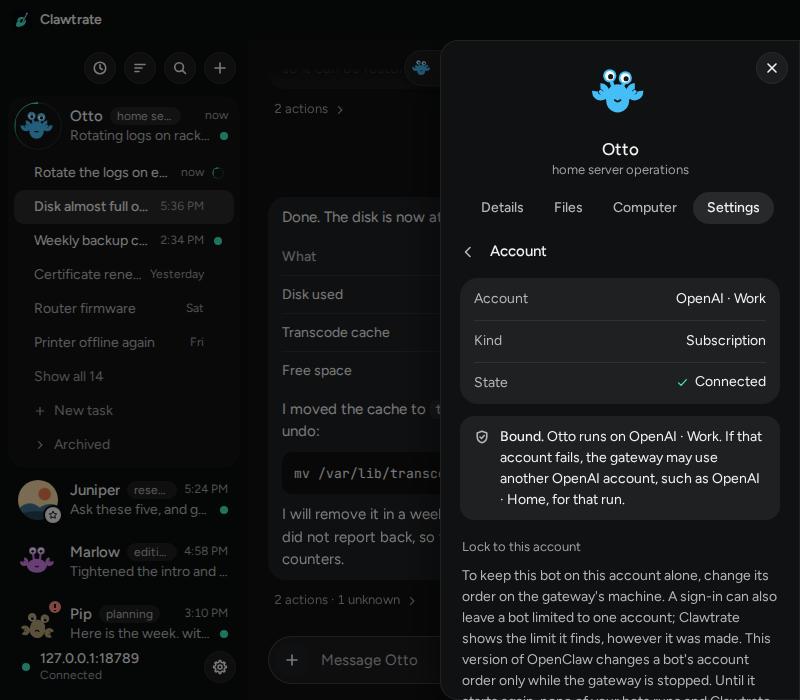 Clawtrate
Otto home se... now
Rotating logs on rack...
Rotate the logs on e... now
Disk almost full o... 5:36 PM
Weekly backup c... 2:34 PM
Certificate rene... Yesterday
Router firmware Sat
Printer offline again Fri
Show all 14
+ New task
Archived
Juniper rese... 5:24 PM
Ask these five, and g...
Marlow editi... 4:58 PM
Tightened the intro and ...
Pip planning 3:10 PM
Here is the week. wit...
127.0.0.1:18789
Connected
2 actions
Done. The disk is now at
What
Disk used
Transcode cache
Free space
I moved the cache to
undo:
mv /var/lib/transc
I will remove it in a wee
did not report back, so
counters.
2 actions · 1 unknown
Message Otto
Otto
home server operations
Details Files Computer Settings
Account
Account OpenAI · Work
Kind Subscription
State Connected
Bound. Otto runs on OpenAI · Work. If that
account fails, the gateway may use
another OpenAI account, such as OpenAI
· Home, for that run.
Lock to this account
To keep this bot on this account alone, change its
order on the gateway's machine. A sign-in can also
leave a bot limited to one account; Clawtrate
shows the limit it finds, however it was made. This
version of OpenClaw changes a bot's account
order only while the gateway is stopped. Until it
starts again, none of your bots runs and Clawtrate